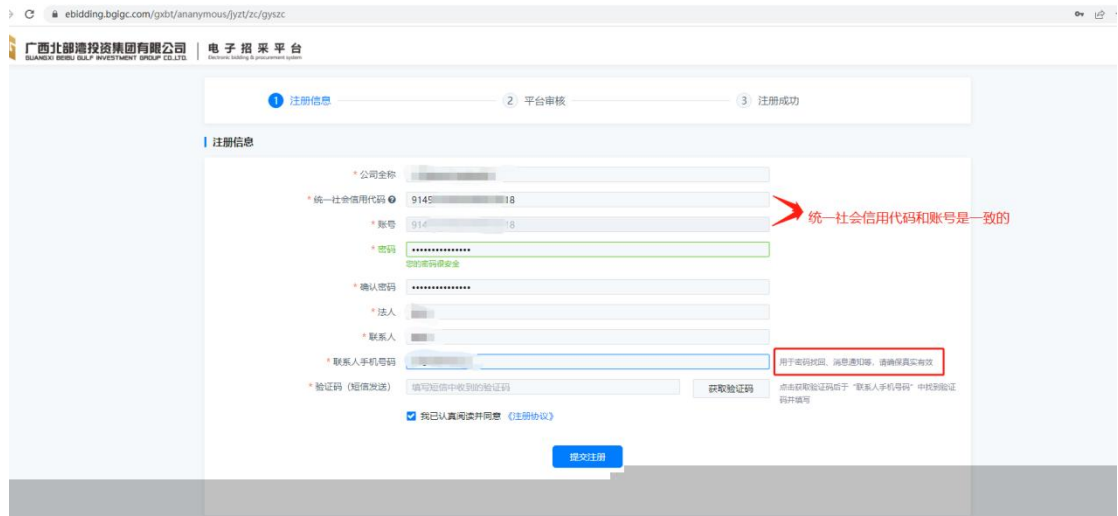 ebidding.bgigc.com/gxbt/ananymous/jyzt/zc/gyszc
广西北部湾投资集团有限公司 电子招采平台
GUANGXI BEIBU GULF INVESTMENT GROUP CO.,LTD. Electronic bidding & procurement system
1 注册信息 2 平台审核 3 注册成功
注册信息
* 公司全称
* 统一社会信用代码 9145 18
统一社会信用代码和账号是一致的
* 账号 914 8
* 密码 •••••••••••••••
您的密码很安全
* 确认密码 •••••••••••••••
* 法人
* 联系人
* 联系人手机号码 用于密码找回、消息通知等，请确保真实有效
* 验证码（短信发送） 填写短信中收到的验证码 获取验证码 点击获取验证码后于“联系人手机号码”中找到验证
码并填写
我已认真阅读并同意 《注册协议》
提交注册